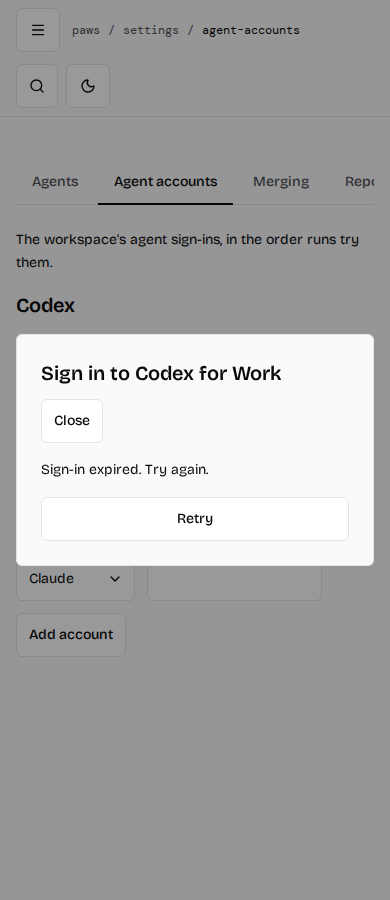 paws / settings / agent-accounts
Agents
Agent accounts
Merging
Repo
The workspace's agent sign-ins, in the order runs try
them.
Codex
Sign in to Codex for Work
Close
Sign-in expired. Try again.
Retry
Claude
Add account